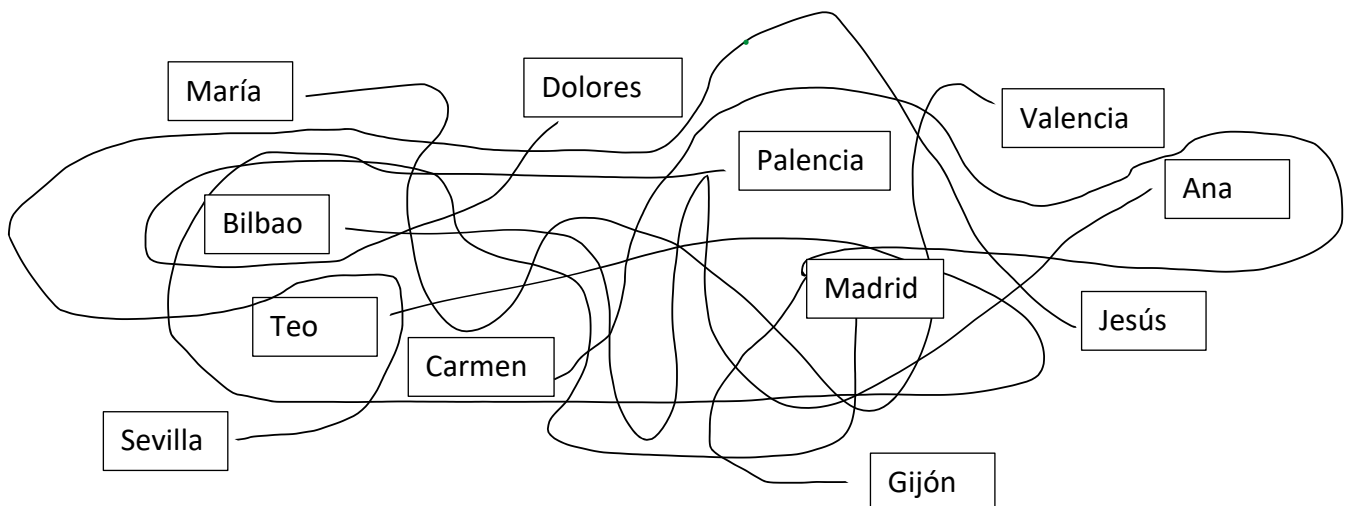 María
Dolores
Valencia
Palencia
Ana
Bilbao
Madrid
Teo
Jesús
Carmen
Sevilla
Gijón